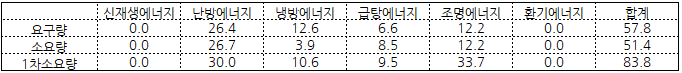 신재생에너지 난방에너지 냉방에너지 급탕에너지 조명에너지 환기에너지 합계
요구량 0.0 26.4 12.6 6.6 12.2 0.0 57.8
소요량 0.0 26.7 3.9 8.5 12.2 0.0 51.4
1차소요량 0.0 30.0 10.6 9.5 33.7 0.0 83.8